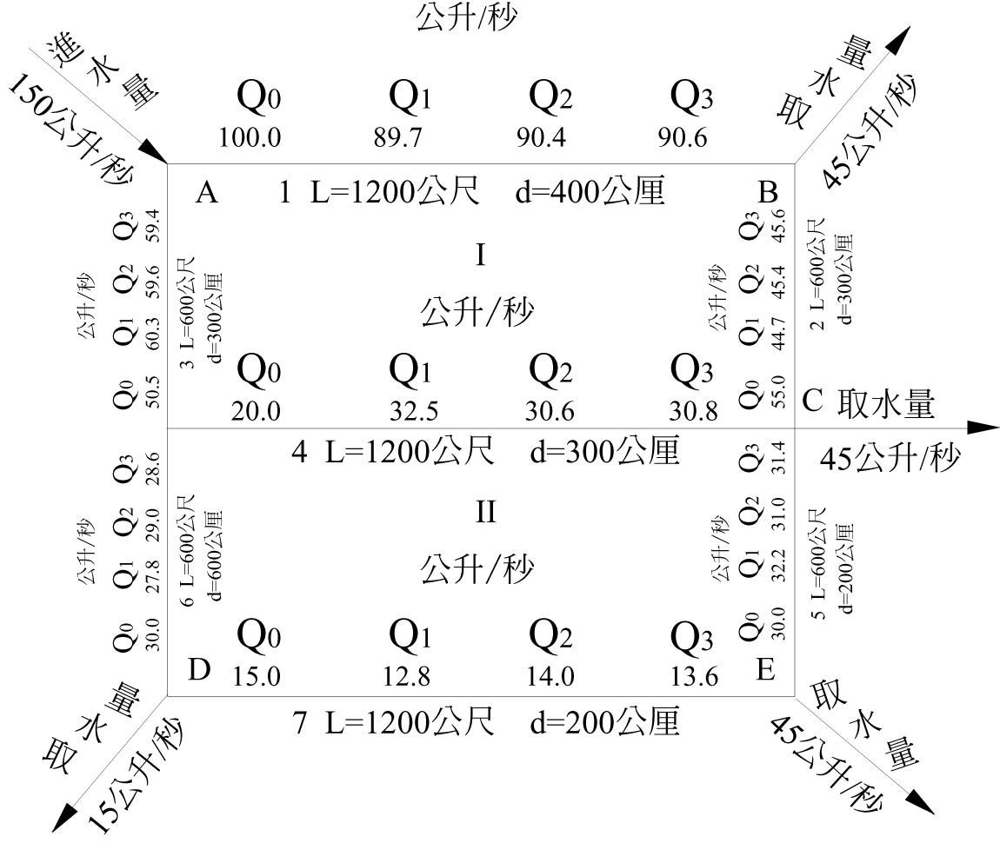 公升/秒
進水量
150公升/秒
Q0 Q1 Q2 Q3
100.0 89.7 90.4 90.6
取水量
45公升/秒
A 1 L=1200公尺 d=400公厘 B
Q3 59.4
Q2 59.6
Q1 60.3
Q0 50.5
公升/秒
3 L=600公尺
d=300公厘
I
公升/秒
Q3 45.6
Q2 45.4
Q1 44.7
Q0 55.0
公升/秒
2 L=600公尺
d=300公厘
Q0 Q1 Q2 Q3
20.0 32.5 30.6 30.8
C 取水量
45公升/秒
4 L=1200公尺 d=300公厘
Q3 28.6
Q2 29.0
Q1 27.8
Q0 30.0
公升/秒
6 L=600公尺
d=600公厘
II
公升/秒
Q3 31.4
Q2 31.0
Q1 32.2
Q0 30.0
公升/秒
5 L=600公尺
d=200公厘
Q0 Q1 Q2 Q3
D 15.0 12.8 14.0 13.6 E
7 L=1200公尺 d=200公厘
取水量
15公升/秒
取水量
45公升/秒